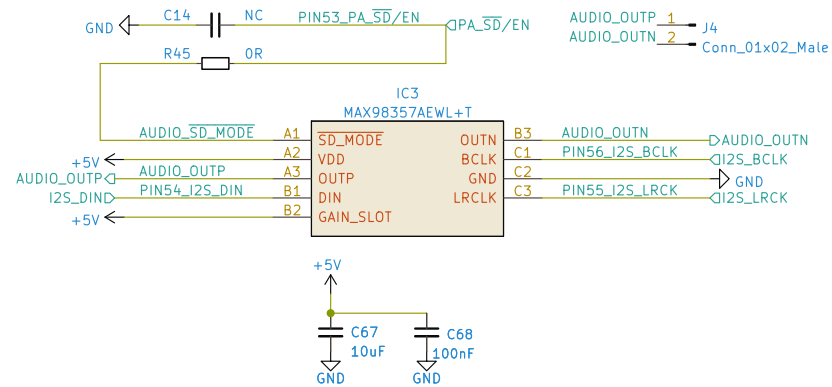 C14 NC PIN53_PA_SD/EN PA_SD/EN AUDIO_OUTP 1 J4
GND
AUDIO_OUTN 2 Conn_01x02_Male
R45 0R
IC3
MAX98357AEWL+T
AUDIO_SD_MODE A1 SD_MODE OUTN B3 AUDIO_OUTN AUDIO_OUTN
+5V A2 VDD BCLK C1 PIN56_I2S_BCLK I2S_BCLK
AUDIO_OUTP AUDIO_OUTP A3 OUTP GND C2 GND
I2S_DIN PIN54_I2S_DIN B1 DIN LRCLK C3 PIN55_I2S_LRCK I2S_LRCK
+5V B2 GAIN_SLOT
+5V
C67 C68
10uF 100nF
GND GND